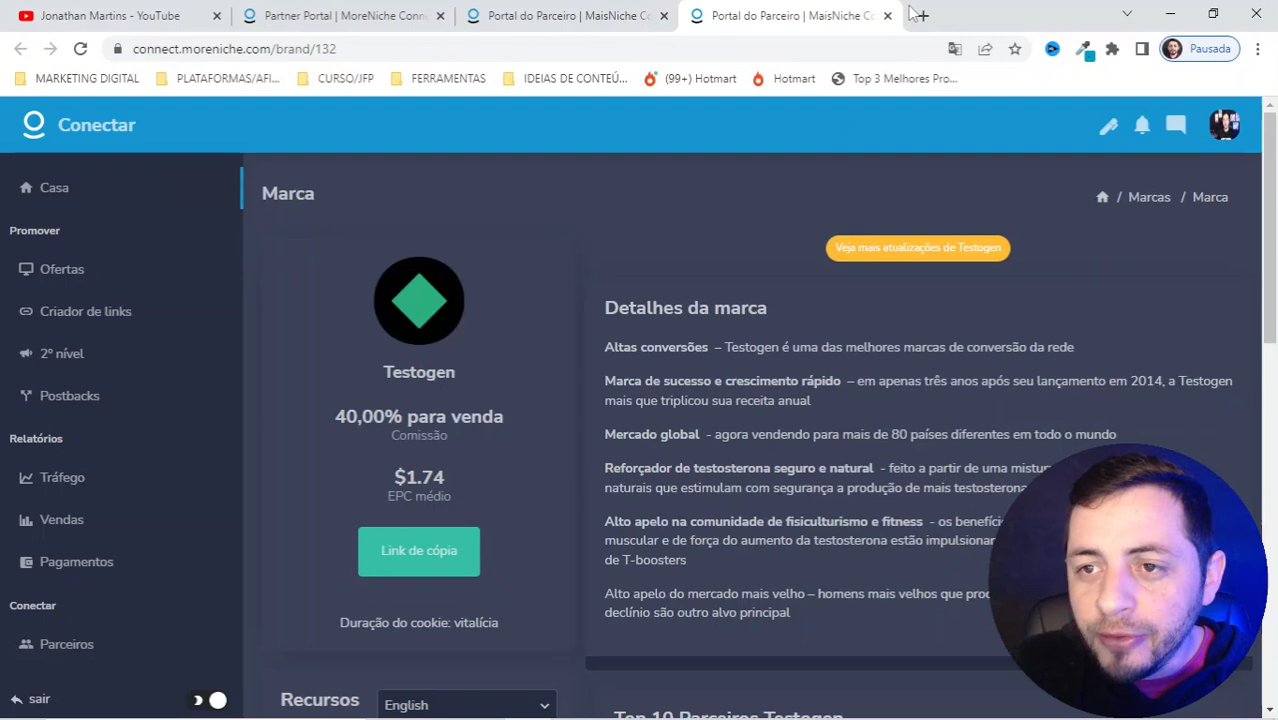 Jonathan Martins - YouTube
Partner Portal | MoreNiche Conne
Portal do Parceiro | MaisNiche Co
Portal do Parceiro | MaisNiche Co
connect.moreniche.com/brand/132
Pausada
MARKETING DIGITAL
PLATAFORMAS/AFI...
CURSO/JFP
FERRAMENTAS
IDEIAS DE CONTEÚ...
(99+) Hotmart
Hotmart
Top 3 Melhores Pro...
Conectar
Casa
Promover
Ofertas
Criador de links
2º nível
Postbacks
Relatórios
Tráfego
Vendas
Pagamentos
Conectar
Parceiros
sair
Marca
/ Marcas / Marca
Testogen
40,00% para venda
Comissão
$1.74
EPC médio
Link de cópia
Duração do cookie: vitalícia
Recursos
English
Veja mais atualizações de Testogen
Detalhes da marca
Altas conversões – Testogen é uma das melhores marcas de conversão da rede
Marca de sucesso e crescimento rápido – em apenas três anos após seu lançamento em 2014, a Testogen
mais que triplicou sua receita anual
Mercado global - agora vendendo para mais de 80 países diferentes em todo o mundo
Reforçador de testosterona seguro e natural - feito a partir de uma
naturais que estimulam com segurança a produção de mais
Alto apelo na comunidade de fisiculturismo e fitness - os
muscular e de força do aumento da testosterona estão
de T-boosters
Alto apelo do mercado mais velho – homens mais velhos que
declínio são outro alvo principal
Top 10 Parceiros Testogen